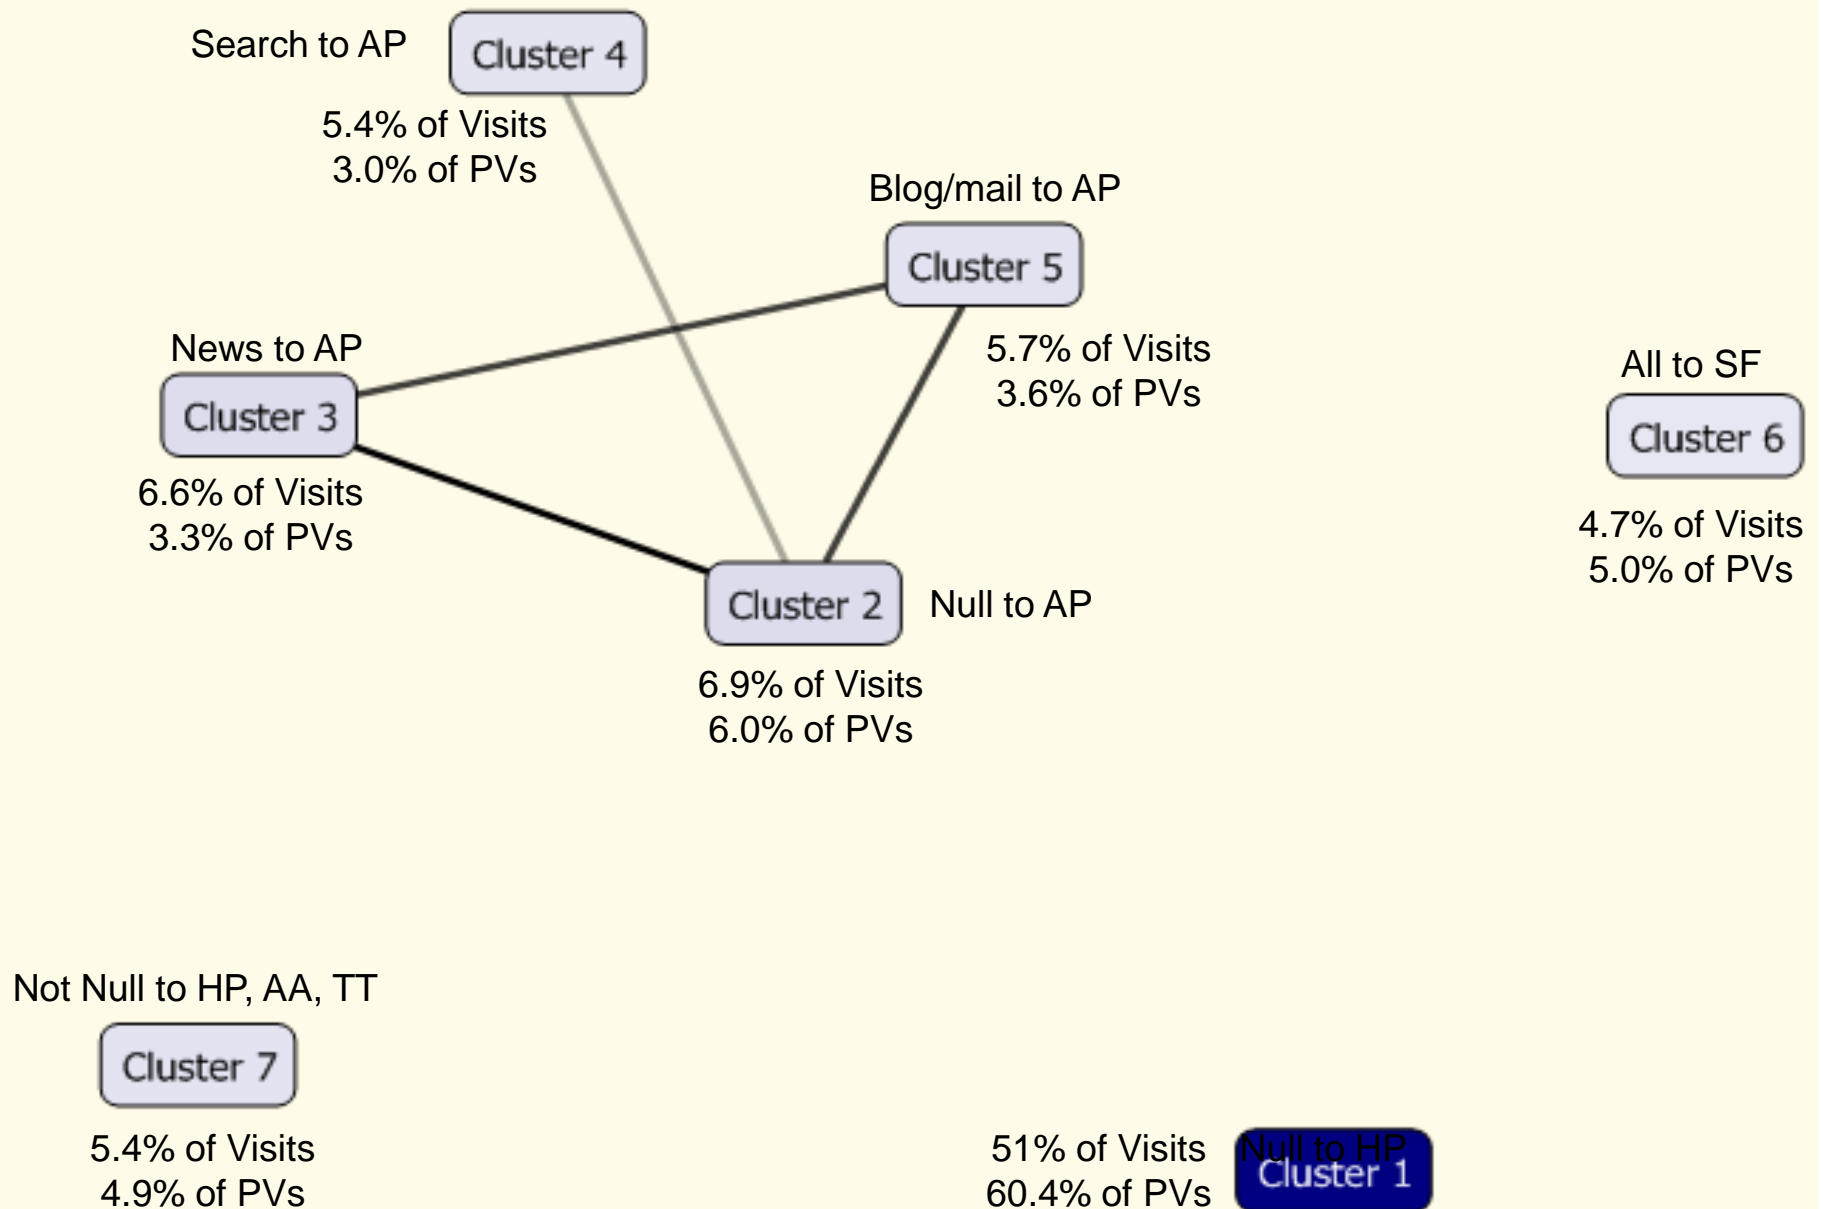 Search to AP
Cluster 4
5.4% of Visits
3.0% of PVs
Blog/mail to AP
Cluster 5
5.7% of Visits
3.6% of PVs
News to AP
Cluster 3
6.6% of Visits
3.3% of PVs
All to SF
Cluster 6
4.7% of Visits
5.0% of PVs
Cluster 2
Null to AP
6.9% of Visits
6.0% of PVs
Not Null to HP, AA, TT
Cluster 7
5.4% of Visits
4.9% of PVs
51% of Visits
60.4% of PVs
Null to HP
Cluster 1